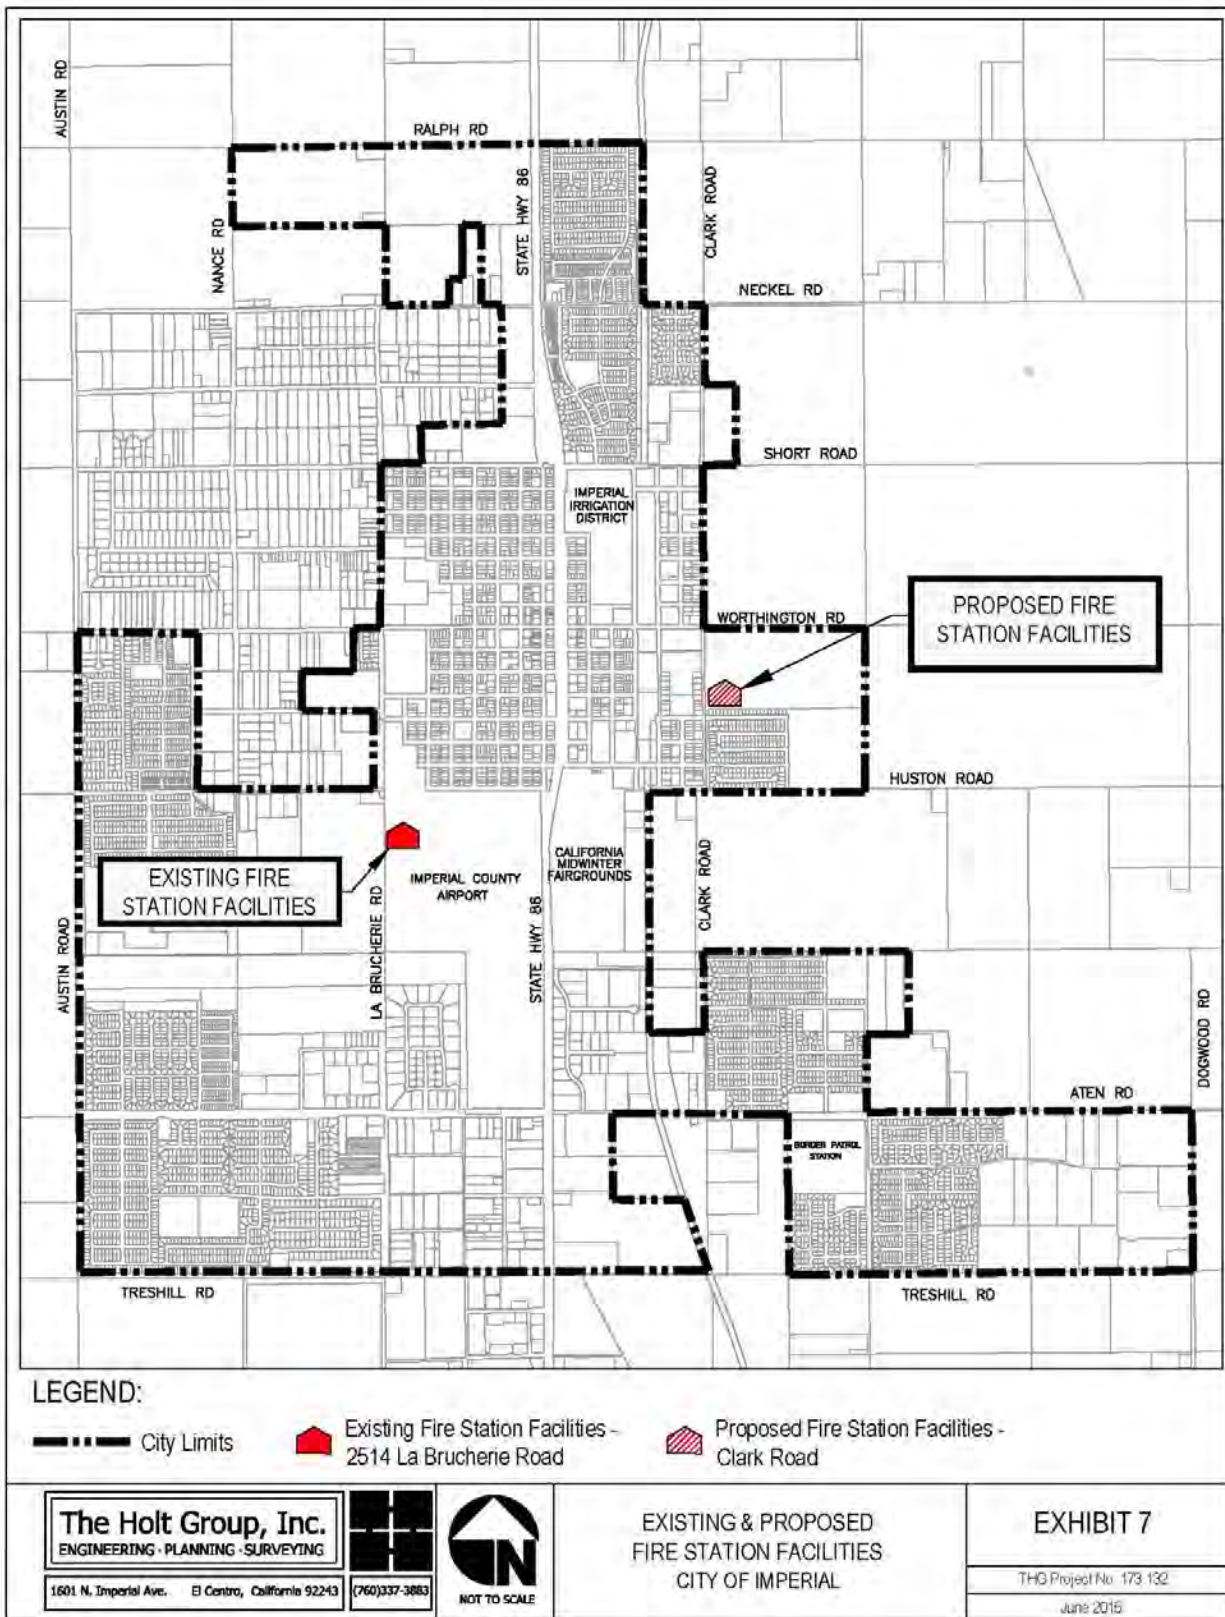 AUSTIN RD
RALPH RD
STATE HWY 86
CLARK ROAD
NANCE RD
NECKEL RD
SHORT ROAD
IMPERIAL
IRRIGATION
DISTRICT
WORTHINGTON RD
PROPOSED FIRE
STATION FACILITIES
HUSTON ROAD
EXISTING FIRE
STATION FACILITIES
IMPERIAL COUNTY
AIRPORT
CALIFORNIA
MIDWINTER
FAIRGROUNDS
CLARK ROAD
AUSTIN ROAD
LA BRUCHERIE RD
STATE HWY 86
DOGWOOD RD
ATEN RD
BORDER PATROL
STATION
TRESHILL RD
TRESHILL RD
LEGEND:
City Limits
Existing Fire Station Facilities -
2514 La Brucherie Road
Proposed Fire Station Facilities -
Clark Road
The Holt Group, Inc.
ENGINEERING · PLANNING · SURVEYING
1601 N. Imperial Ave. El Centro, California 92243
(760)337-3883
N
NOT TO SCALE
EXISTING & PROPOSED
FIRE STATION FACILITIES
CITY OF IMPERIAL
EXHIBIT 7
THG Project No. 173.132
June 2015